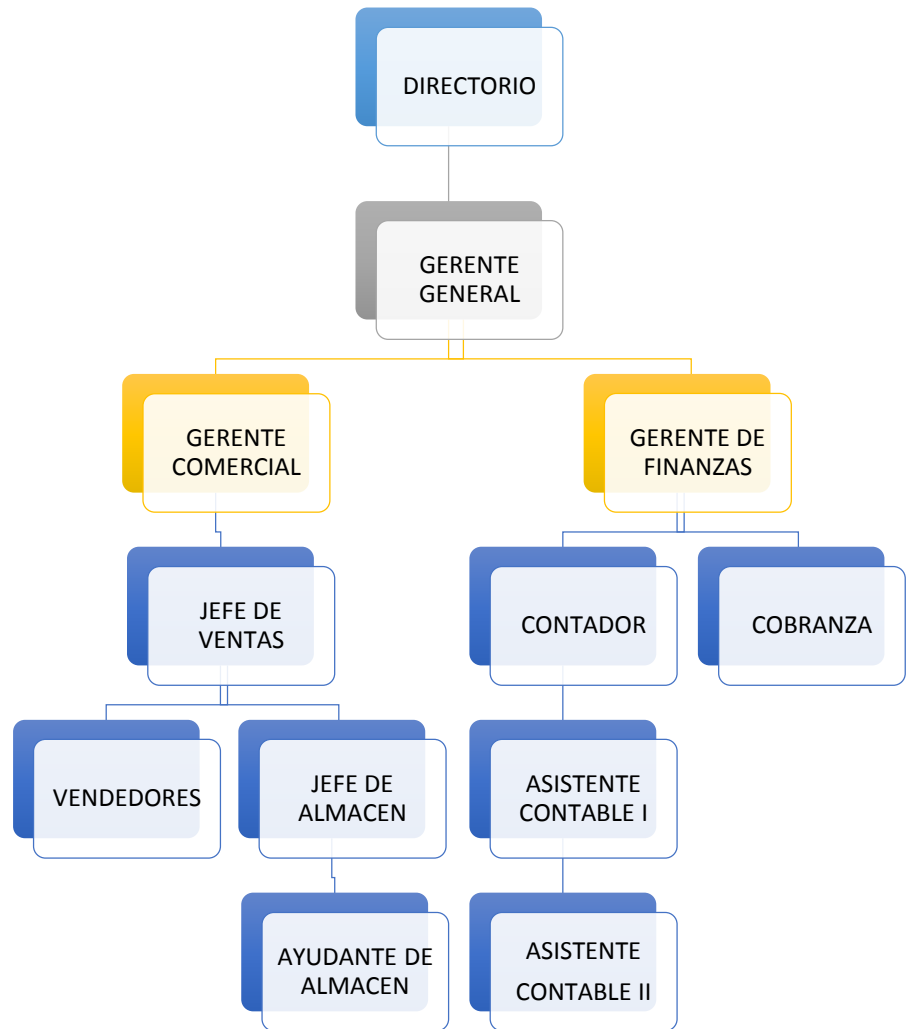 DIRECTORIO
GERENTE
GENERAL
GERENTE
COMERCIAL
GERENTE DE
FINANZAS
JEFE DE
VENTAS
CONTADOR
COBRANZA
VENDEDORES
JEFE DE
ALMACEN
ASISTENTE
CONTABLE I
AYUDANTE DE
ALMACEN
ASISTENTE
CONTABLE II